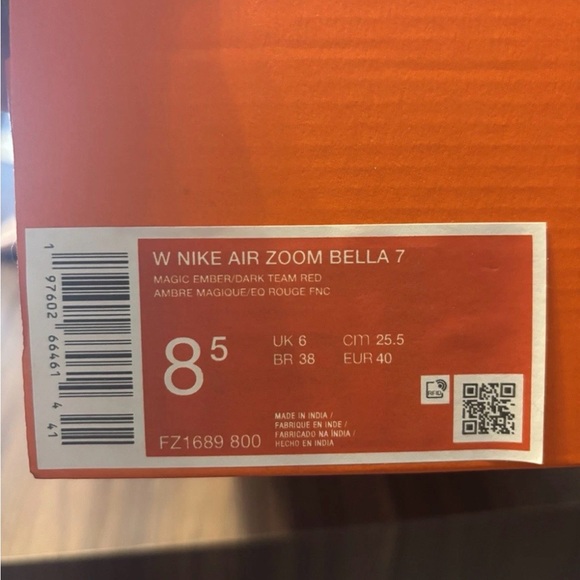 W NIKE AIR ZOOM BELLA 7
MAGIC EMBER/DARK TEAM RED
AMBRE MAGIQUE/EQ ROUGE FNC
8⁵
UK 6 cm 25.5
BR 38 EUR 40
MADE IN INDIA /
FABRIQUE EN INDE /
FABRICADO NA ÍNDIA /
HECHO EN INDIA
FZ1689 800
RFID
1 97602 66461 4 41